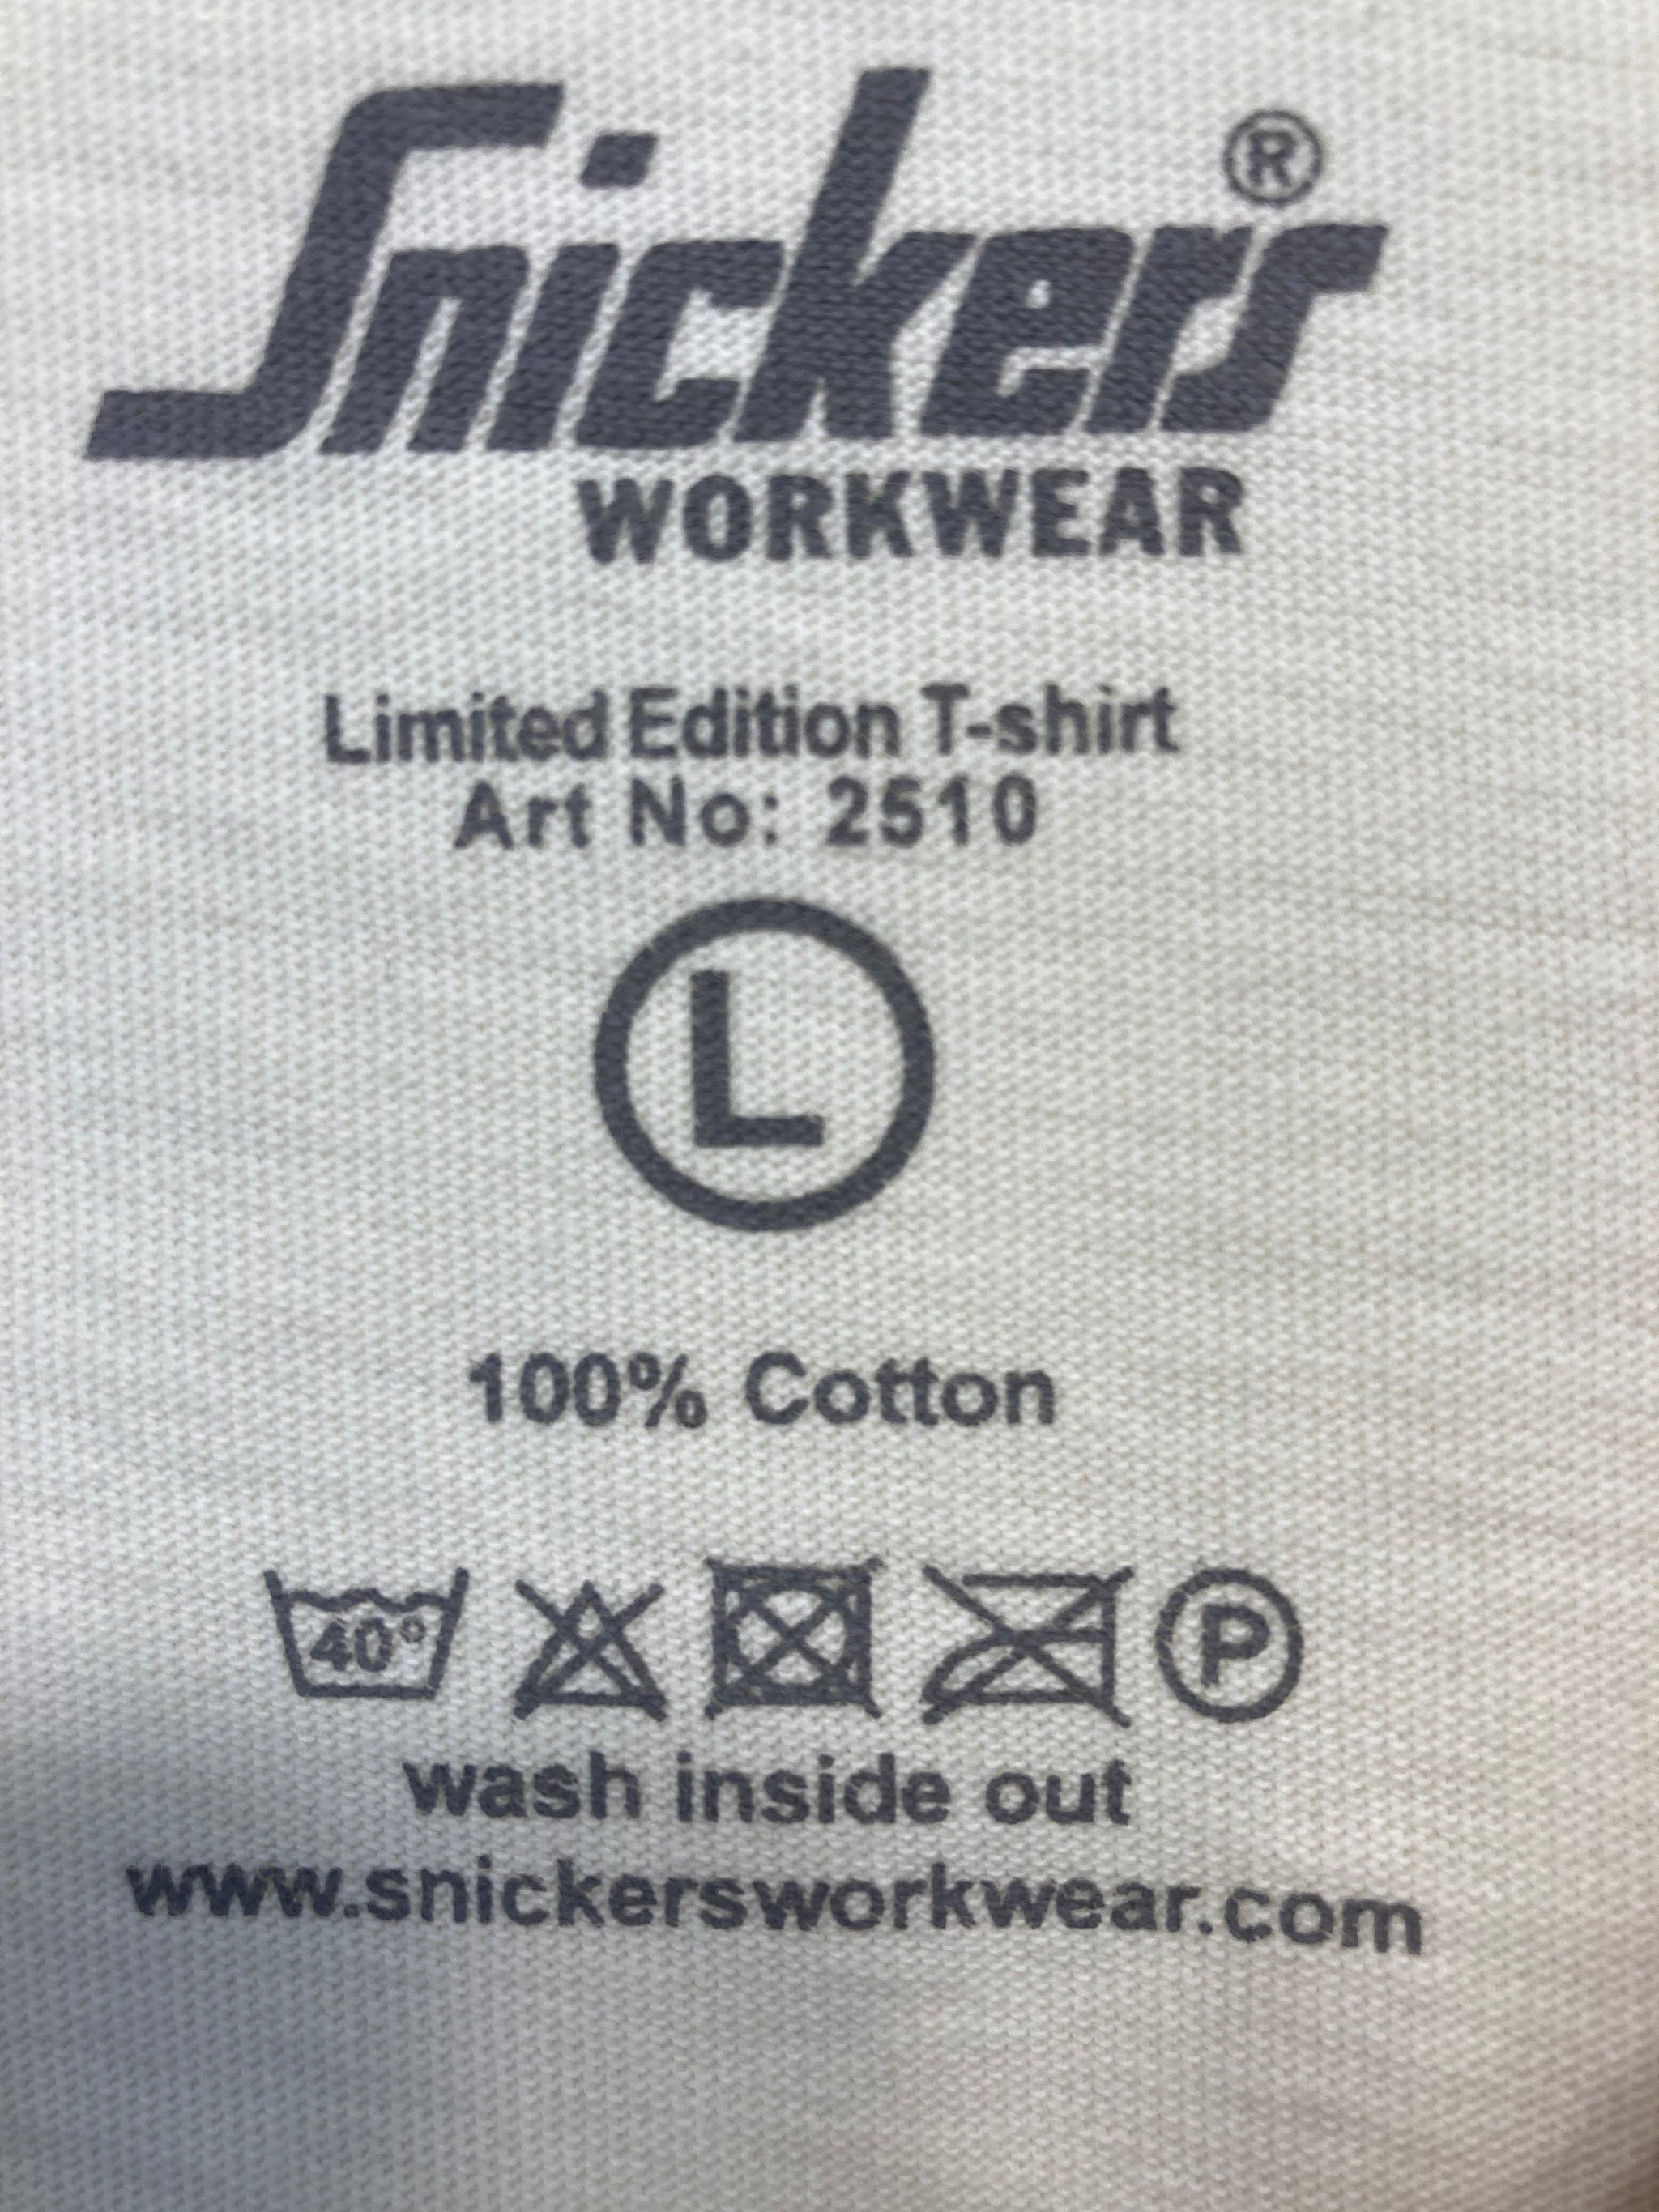 Snickers®
WORKWEAR
Limited Edition T-shirt
Art No: 2510
L
100% Cotton
40° P
wash inside out
www.snickersworkwear.com